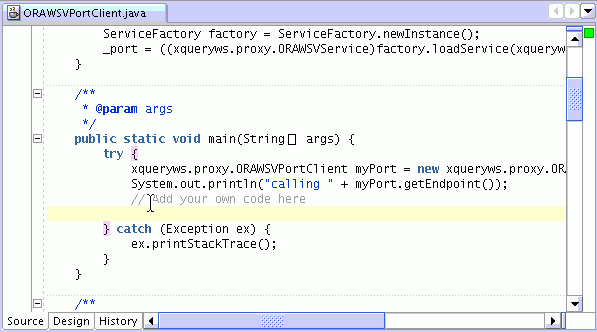 ORAWSVPortClient.java
ServiceFactory factory = ServiceFactory.newInstance();
_port = ((xqueryws.proxy.ORAWSVService)factory.loadService(xqueryw
}
/**
* @param args
*/
public static void main(String[] args) {
try {
xqueryws.proxy.ORAWSVPortClient myPort = new xqueryws.proxy.ORA
System.out.println("calling " + myPort.getEndpoint());
// Add your own code here
} catch (Exception ex) {
ex.printStackTrace();
}
}
/**
Source Design History